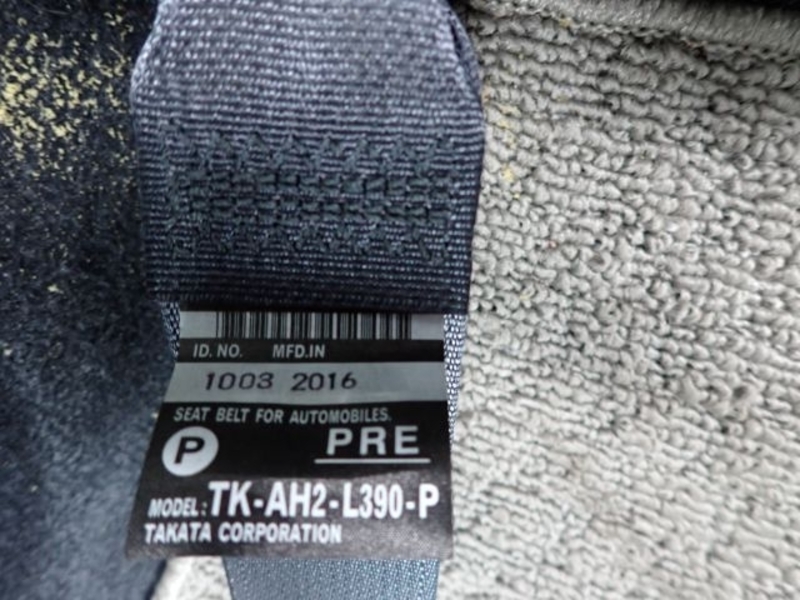 ID. NO. MFD.IN
1003 2016
SEAT BELT FOR AUTOMOBILES.
P PRE
MODEL: TK-AH2-L390-P
TAKATA CORPORATION